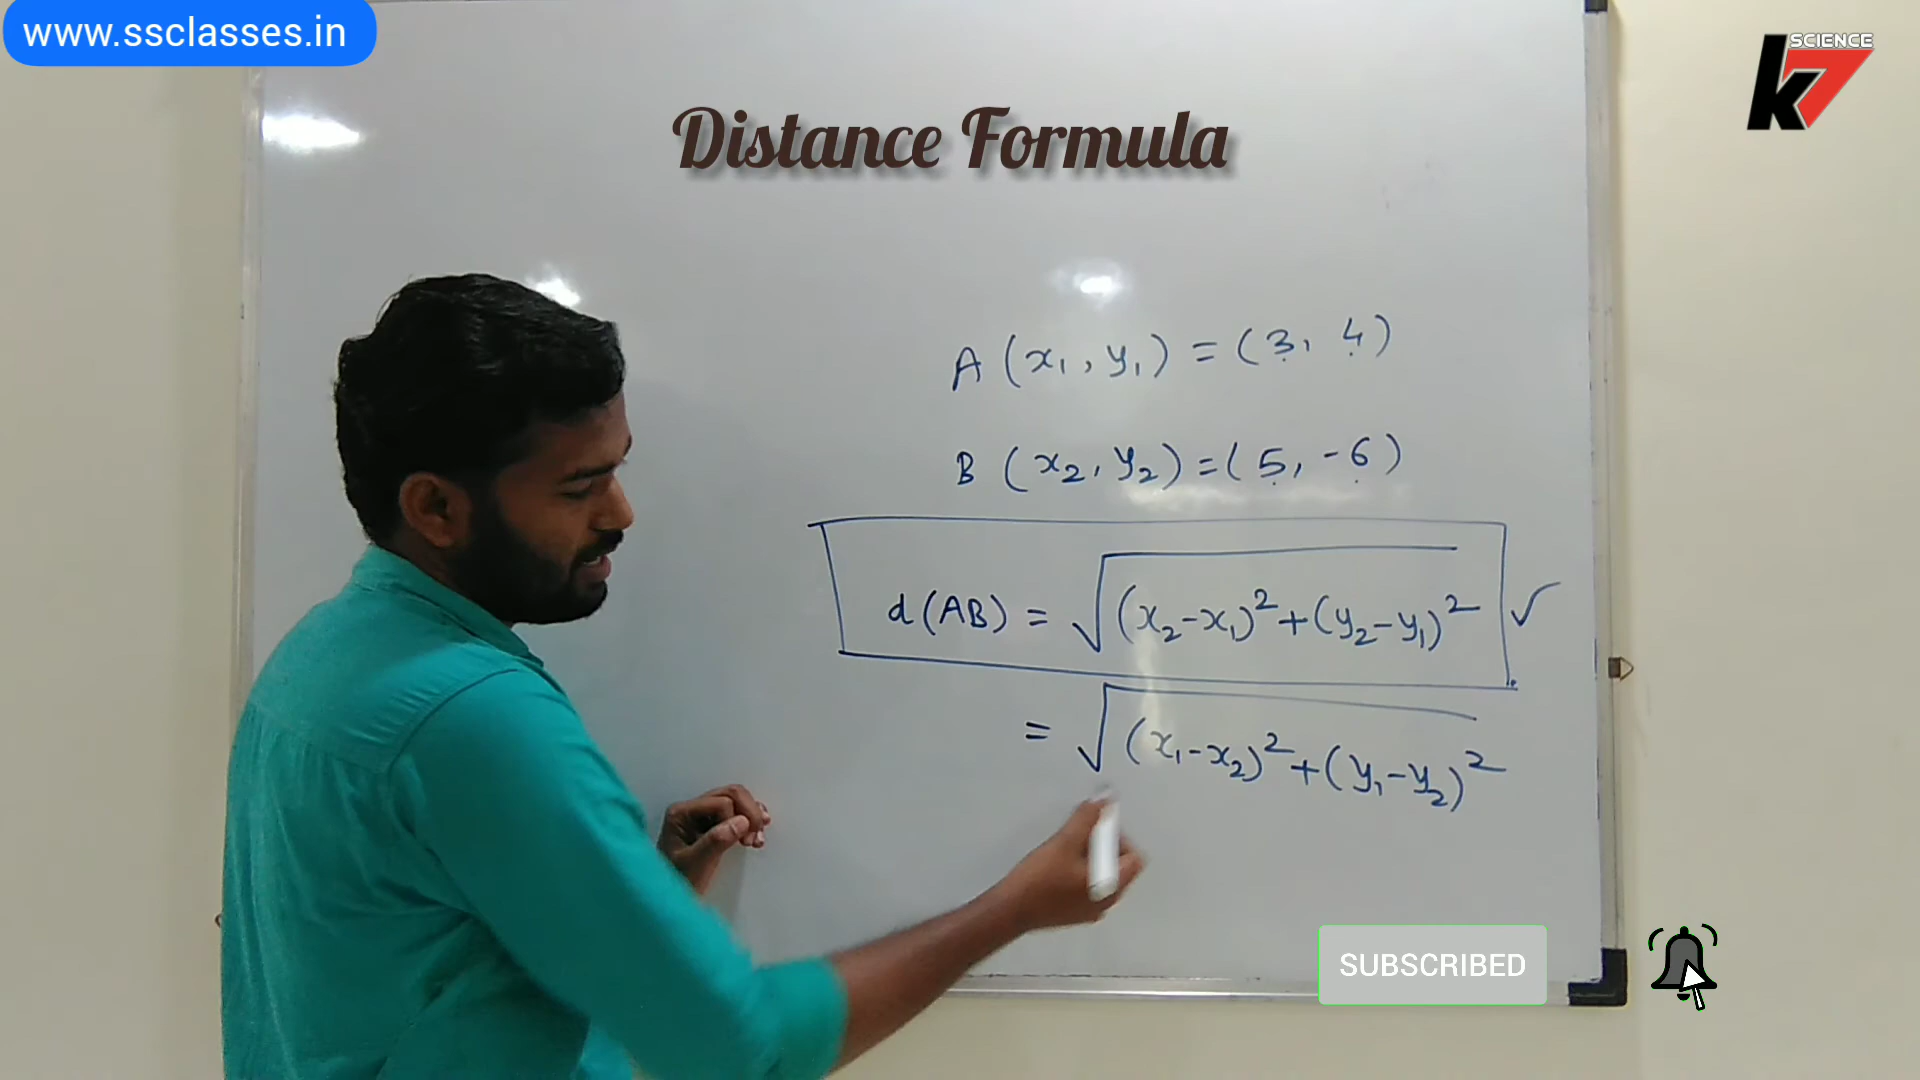 www.ssclasses.in
SCIENCE
K7
Distance Formula
A (x₁, y₁) = (3, 4)
B (x₂, y₂) = (5, -6)
d(AB) = √(x₂-x₁)²+(y₂-y₁)² ✓
= √(x₁-x₂)²+(y₁-y₂)²
SUBSCRIBED